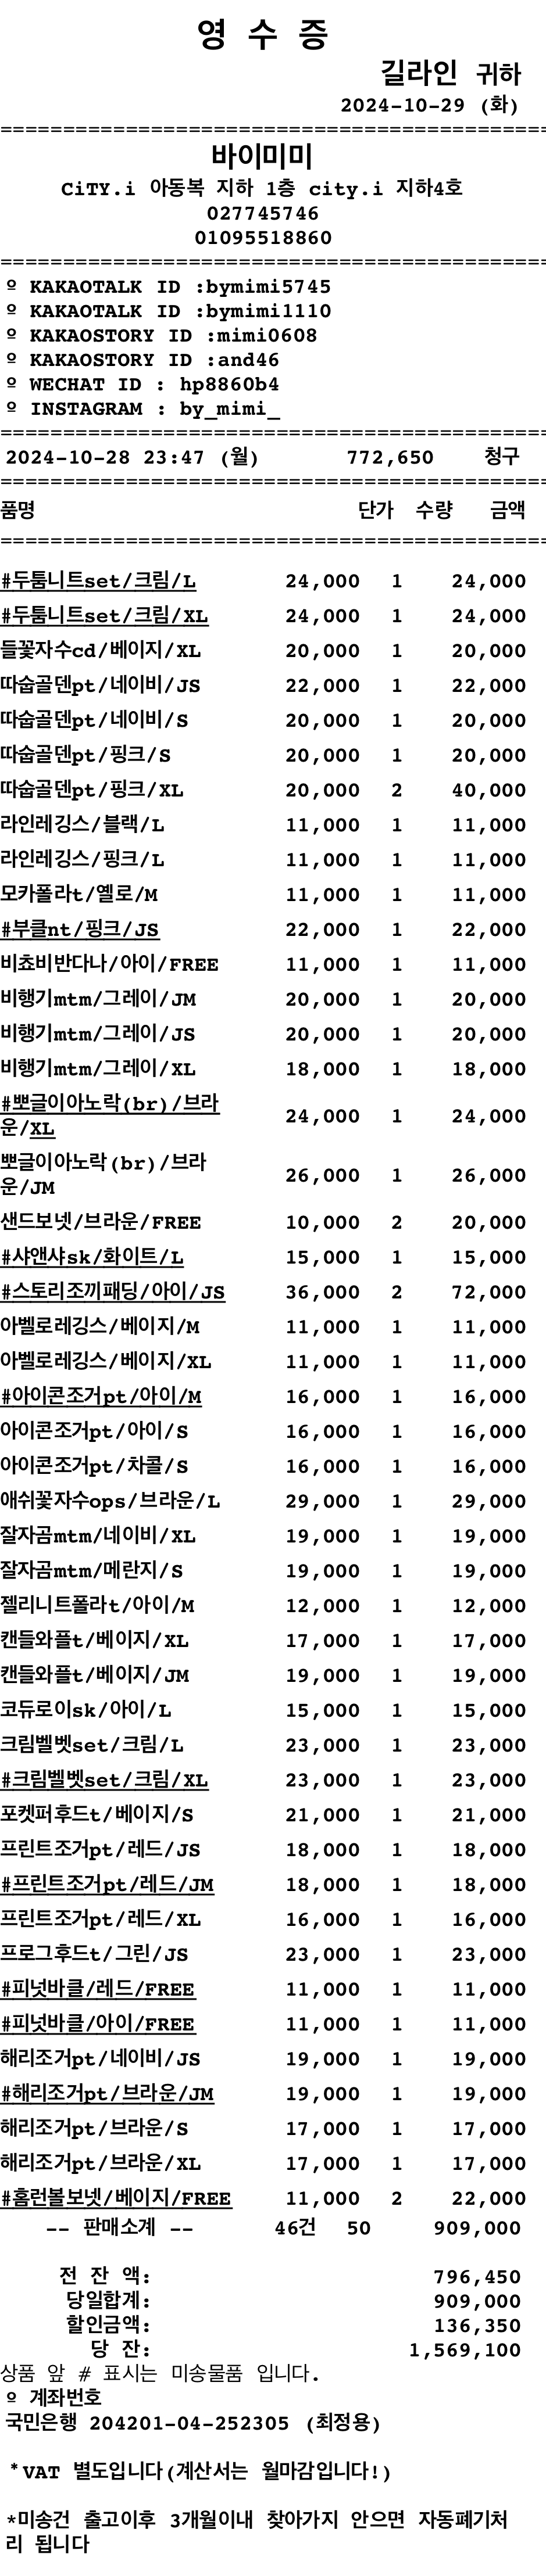 영 수 증
길라인 귀하
2024-10-29 (화)
바이미미
CiTY.i 아동복 지하 1층 city.i 지하4호
027745746
01095518860
º KAKAOTALK ID :bymimi5745
º KAKAOTALK ID :bymimi1110
º KAKAOSTORY ID :mimi0608
º KAKAOSTORY ID :and46
º WECHAT ID : hp8860b4
º INSTAGRAM : by_mimi_
2024-10-28 23:47 (월) 772,650 청구
품명 단가 수량 금액
#두툼니트set/크림/L 24,000 1 24,000
#두툼니트set/크림/XL 24,000 1 24,000
들꽃자수cd/베이지/XL 20,000 1 20,000
따숩골덴pt/네이비/JS 22,000 1 22,000
따숩골덴pt/네이비/S 20,000 1 20,000
따숩골덴pt/핑크/S 20,000 1 20,000
따숩골덴pt/핑크/XL 20,000 2 40,000
라인레깅스/블랙/L 11,000 1 11,000
라인레깅스/핑크/L 11,000 1 11,000
모카폴라t/옐로/M 11,000 1 11,000
#부클nt/핑크/JS 22,000 1 22,000
비쵸비반다나/아이/FREE 11,000 1 11,000
비행기mtm/그레이/JM 20,000 1 20,000
비행기mtm/그레이/JS 20,000 1 20,000
비행기mtm/그레이/XL 18,000 1 18,000
#뽀글이아노락(br)/브라
운/XL 24,000 1 24,000
뽀글이아노락(br)/브라
운/JM 26,000 1 26,000
샌드보넷/브라운/FREE 10,000 2 20,000
#샤앤샤sk/화이트/L 15,000 1 15,000
#스토리조끼패딩/아이/JS 36,000 2 72,000
아벨로레깅스/베이지/M 11,000 1 11,000
아벨로레깅스/베이지/XL 11,000 1 11,000
#아이콘조거pt/아이/M 16,000 1 16,000
아이콘조거pt/아이/S 16,000 1 16,000
아이콘조거pt/차콜/S 16,000 1 16,000
애쉬꽃자수ops/브라운/L 29,000 1 29,000
잘자곰mtm/네이비/XL 19,000 1 19,000
잘자곰mtm/메란지/S 19,000 1 19,000
젤리니트폴라t/아이/M 12,000 1 12,000
캔들와플t/베이지/XL 17,000 1 17,000
캔들와플t/베이지/JM 19,000 1 19,000
코듀로이sk/아이/L 15,000 1 15,000
크림벨벳set/크림/L 23,000 1 23,000
#크림벨벳set/크림/XL 23,000 1 23,000
포켓퍼후드t/베이지/S 21,000 1 21,000
프린트조거pt/레드/JS 18,000 1 18,000
#프린트조거pt/레드/JM 18,000 1 18,000
프린트조거pt/레드/XL 16,000 1 16,000
프로그후드t/그린/JS 23,000 1 23,000
#피넛바클/레드/FREE 11,000 1 11,000
#피넛바클/아이/FREE 11,000 1 11,000
해리조거pt/네이비/JS 19,000 1 19,000
#해리조거pt/브라운/JM 19,000 1 19,000
해리조거pt/브라운/S 17,000 1 17,000
해리조거pt/브라운/XL 17,000 1 17,000
#홈런볼보넷/베이지/FREE 11,000 2 22,000
-- 판매소계 -- 46건 50 909,000
전 잔 액: 796,450
당일합계: 909,000
할인금액: 136,350
당 잔: 1,569,100
상품 앞 # 표시는 미송물품 입니다.
º 계좌번호
국민은행 204201-04-252305 (최정용)
*VAT 별도입니다(계산서는 월마감입니다!)
*미송건 출고이후 3개월이내 찾아가지 안으면 자동폐기처
리 됩니다